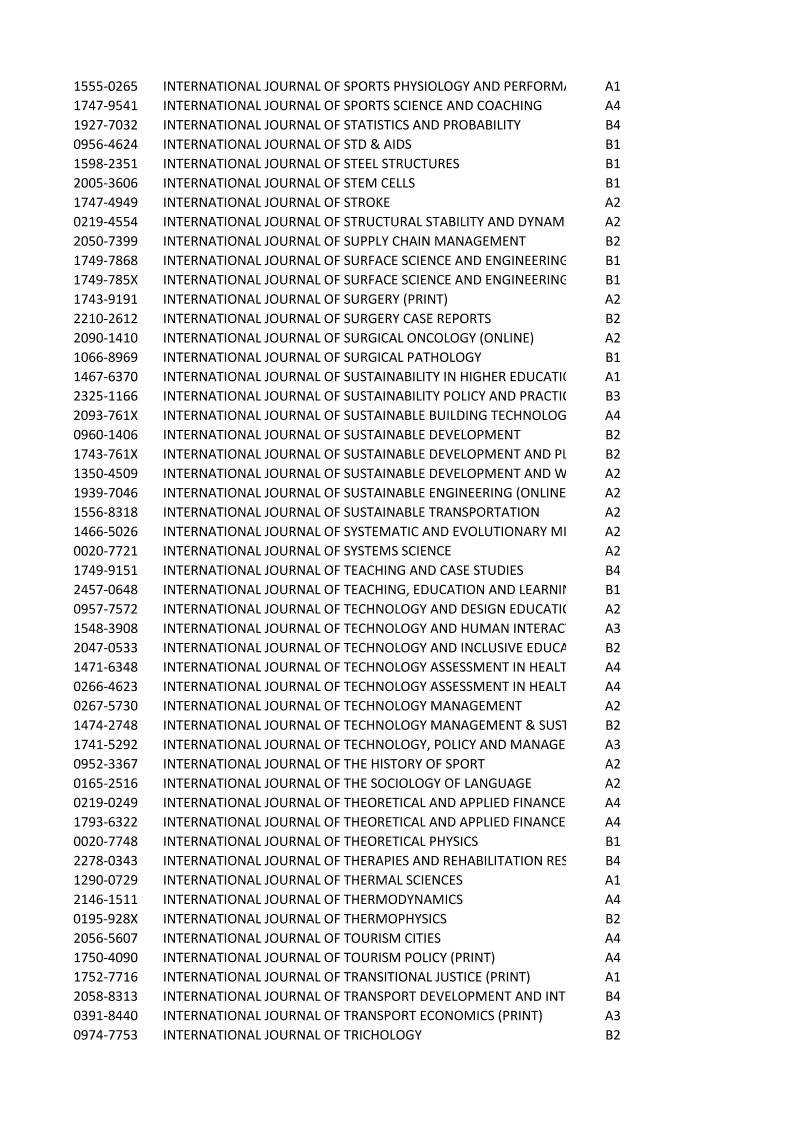 1555-0265 INTERNATIONAL JOURNAL OF SPORTS PHYSIOLOGY AND PERFORMA A1
1747-9541 INTERNATIONAL JOURNAL OF SPORTS SCIENCE AND COACHING A4
1927-7032 INTERNATIONAL JOURNAL OF STATISTICS AND PROBABILITY B4
0956-4624 INTERNATIONAL JOURNAL OF STD & AIDS B1
1598-2351 INTERNATIONAL JOURNAL OF STEEL STRUCTURES B1
2005-3606 INTERNATIONAL JOURNAL OF STEM CELLS B1
1747-4949 INTERNATIONAL JOURNAL OF STROKE A2
0219-4554 INTERNATIONAL JOURNAL OF STRUCTURAL STABILITY AND DYNAM A2
2050-7399 INTERNATIONAL JOURNAL OF SUPPLY CHAIN MANAGEMENT B2
1749-7868 INTERNATIONAL JOURNAL OF SURFACE SCIENCE AND ENGINEERING B1
1749-785X INTERNATIONAL JOURNAL OF SURFACE SCIENCE AND ENGINEERING B1
1743-9191 INTERNATIONAL JOURNAL OF SURGERY (PRINT) A2
2210-2612 INTERNATIONAL JOURNAL OF SURGERY CASE REPORTS B2
2090-1410 INTERNATIONAL JOURNAL OF SURGICAL ONCOLOGY (ONLINE) A2
1066-8969 INTERNATIONAL JOURNAL OF SURGICAL PATHOLOGY B1
1467-6370 INTERNATIONAL JOURNAL OF SUSTAINABILITY IN HIGHER EDUCATIO A1
2325-1166 INTERNATIONAL JOURNAL OF SUSTAINABILITY POLICY AND PRACTIC B3
2093-761X INTERNATIONAL JOURNAL OF SUSTAINABLE BUILDING TECHNOLOG A4
0960-1406 INTERNATIONAL JOURNAL OF SUSTAINABLE DEVELOPMENT B2
1743-761X INTERNATIONAL JOURNAL OF SUSTAINABLE DEVELOPMENT AND PL B2
1350-4509 INTERNATIONAL JOURNAL OF SUSTAINABLE DEVELOPMENT AND W A2
1939-7046 INTERNATIONAL JOURNAL OF SUSTAINABLE ENGINEERING (ONLINE A2
1556-8318 INTERNATIONAL JOURNAL OF SUSTAINABLE TRANSPORTATION A2
1466-5026 INTERNATIONAL JOURNAL OF SYSTEMATIC AND EVOLUTIONARY MI A2
0020-7721 INTERNATIONAL JOURNAL OF SYSTEMS SCIENCE A2
1749-9151 INTERNATIONAL JOURNAL OF TEACHING AND CASE STUDIES B4
2457-0648 INTERNATIONAL JOURNAL OF TEACHING, EDUCATION AND LEARNIN B1
0957-7572 INTERNATIONAL JOURNAL OF TECHNOLOGY AND DESIGN EDUCATIO A2
1548-3908 INTERNATIONAL JOURNAL OF TECHNOLOGY AND HUMAN INTERACT A3
2047-0533 INTERNATIONAL JOURNAL OF TECHNOLOGY AND INCLUSIVE EDUCA B2
1471-6348 INTERNATIONAL JOURNAL OF TECHNOLOGY ASSESSMENT IN HEALT A4
0266-4623 INTERNATIONAL JOURNAL OF TECHNOLOGY ASSESSMENT IN HEALT A4
0267-5730 INTERNATIONAL JOURNAL OF TECHNOLOGY MANAGEMENT A2
1474-2748 INTERNATIONAL JOURNAL OF TECHNOLOGY MANAGEMENT & SUST B2
1741-5292 INTERNATIONAL JOURNAL OF TECHNOLOGY, POLICY AND MANAGE A3
0952-3367 INTERNATIONAL JOURNAL OF THE HISTORY OF SPORT A2
0165-2516 INTERNATIONAL JOURNAL OF THE SOCIOLOGY OF LANGUAGE A2
0219-0249 INTERNATIONAL JOURNAL OF THEORETICAL AND APPLIED FINANCE A4
1793-6322 INTERNATIONAL JOURNAL OF THEORETICAL AND APPLIED FINANCE A4
0020-7748 INTERNATIONAL JOURNAL OF THEORETICAL PHYSICS B1
2278-0343 INTERNATIONAL JOURNAL OF THERAPIES AND REHABILITATION RES B4
1290-0729 INTERNATIONAL JOURNAL OF THERMAL SCIENCES A1
2146-1511 INTERNATIONAL JOURNAL OF THERMODYNAMICS A4
0195-928X INTERNATIONAL JOURNAL OF THERMOPHYSICS B2
2056-5607 INTERNATIONAL JOURNAL OF TOURISM CITIES A4
1750-4090 INTERNATIONAL JOURNAL OF TOURISM POLICY (PRINT) A4
1752-7716 INTERNATIONAL JOURNAL OF TRANSITIONAL JUSTICE (PRINT) A1
2058-8313 INTERNATIONAL JOURNAL OF TRANSPORT DEVELOPMENT AND INT B4
0391-8440 INTERNATIONAL JOURNAL OF TRANSPORT ECONOMICS (PRINT) A3
0974-7753 INTERNATIONAL JOURNAL OF TRICHOLOGY B2